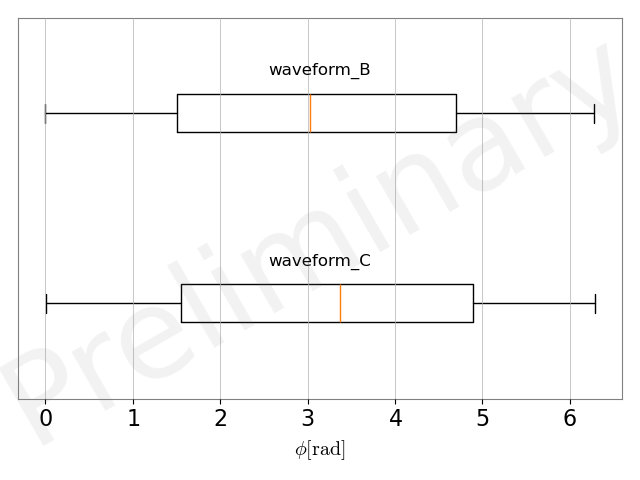 waveform_B
Preliminary
waveform_C
0 1 2 3 4 5 6
ϕ[rad]